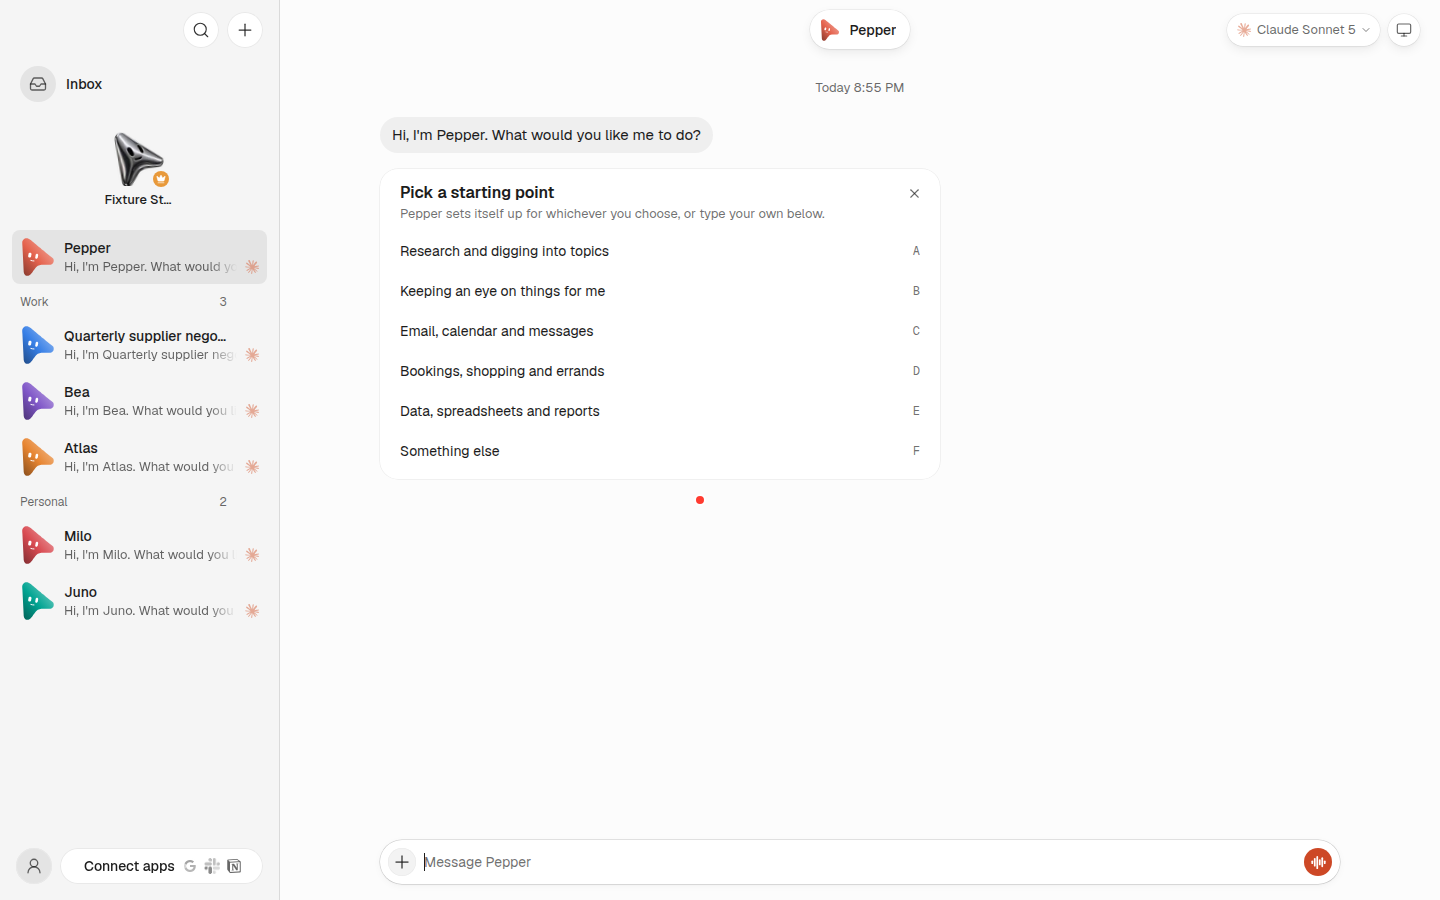 Inbox
Fixture St...
Pepper
Hi, I'm Pepper. What would yo
Work 3
Quarterly supplier nego...
Hi, I'm Quarterly supplier neg
Bea
Hi, I'm Bea. What would you
Atlas
Hi, I'm Atlas. What would you
Personal 2
Milo
Hi, I'm Milo. What would you
Juno
Hi, I'm Juno. What would you
Connect apps
Pepper
Claude Sonnet 5
Today 8:55 PM
Hi, I'm Pepper. What would you like me to do?
Pick a starting point
Pepper sets itself up for whichever you choose, or type your own below.
Research and digging into topics A
Keeping an eye on things for me B
Email, calendar and messages C
Bookings, shopping and errands D
Data, spreadsheets and reports E
Something else F
Message Pepper